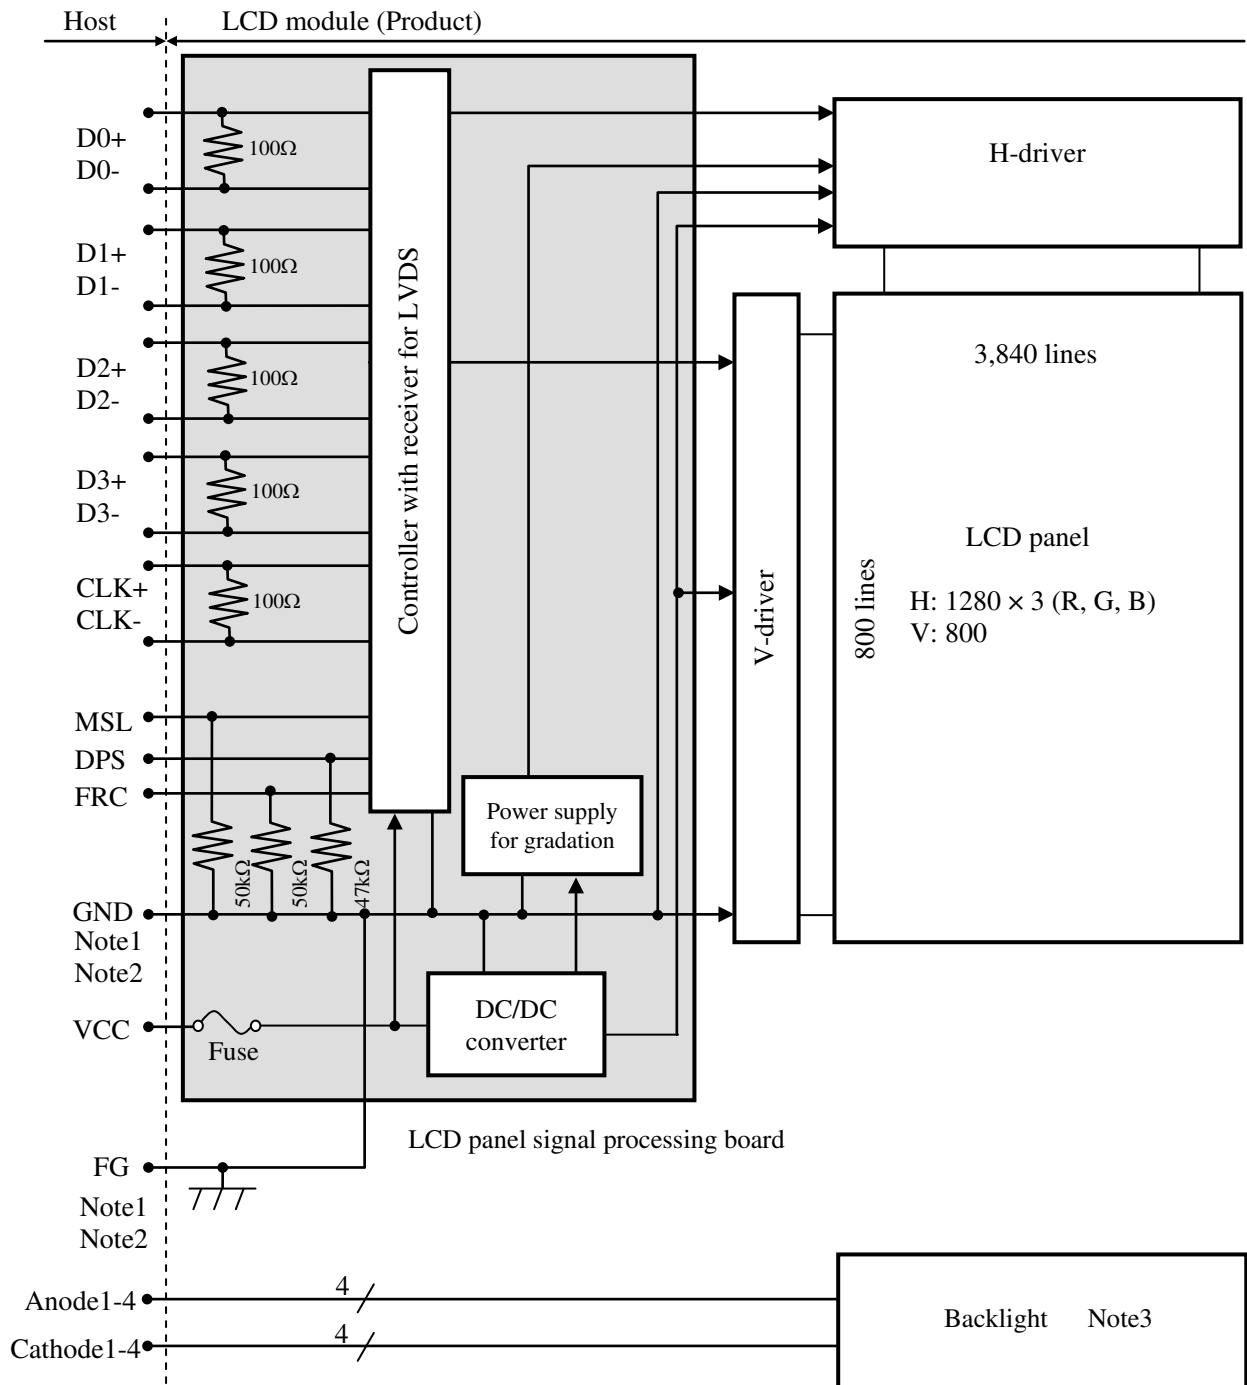 Host
LCD module (Product)
D0+
D0-
100Ω
D1+
D1-
100Ω
D2+
D2-
100Ω
D3+
D3-
100Ω
CLK+
CLK-
100Ω
MSL
DPS
FRC
50kΩ
50kΩ
47kΩ
GND
Note1
Note2
VCC
Fuse
Controller with receiver for LVDS
Power supply
for gradation
DC/DC
converter
H-driver
V-driver
3,840 lines
800 lines
LCD panel
H: 1280 × 3 (R, G, B)
V: 800
LCD panel signal processing board
FG
Note1
Note2
Anode1-4
4
Cathode1-4
4
Backlight Note3